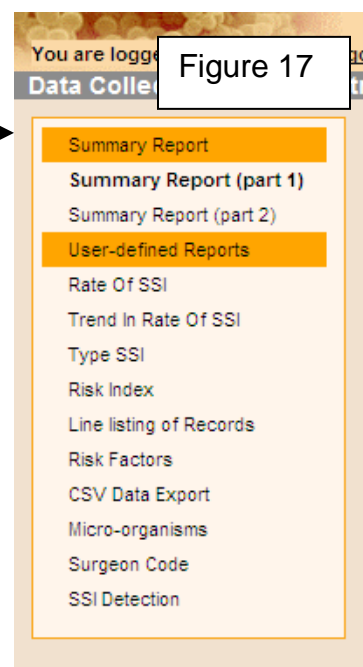 You are logge
Figure 17
Data Colle
Summary Report
Summary Report (part 1)
Summary Report (part 2)
User-defined Reports
Rate Of SSI
Trend In Rate Of SSI
Type SSI
Risk Index
Line listing of Records
Risk Factors
CSV Data Export
Micro-organisms
Surgeon Code
SSI Detection